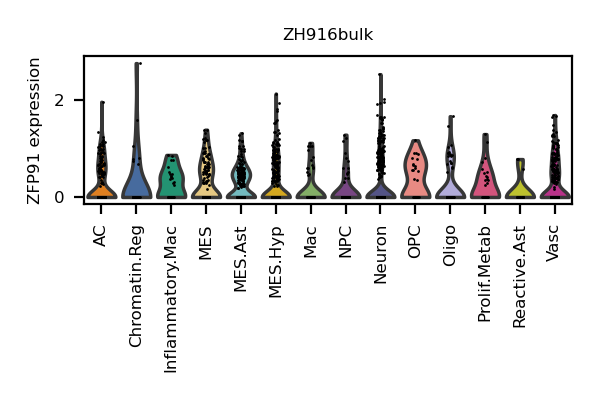 ZH916bulk
ZFP91 expression
2
0
AC
Chromatin.Reg
Inflammatory.Mac
MES
MES.Ast
MES.Hyp
Mac
NPC
Neuron
OPC
Oligo
Prolif.Metab
Reactive.Ast
Vasc